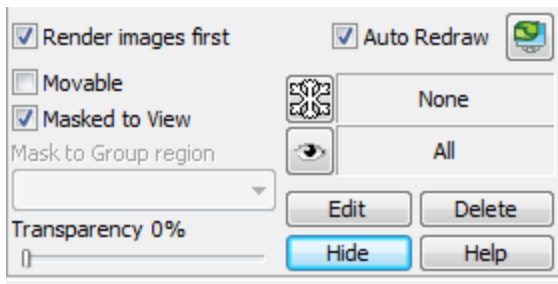 Render images first
Auto Redraw
Movable
None
Masked to View
Mask to Group region
All
Edit
Delete
Transparency 0%
Hide
Help